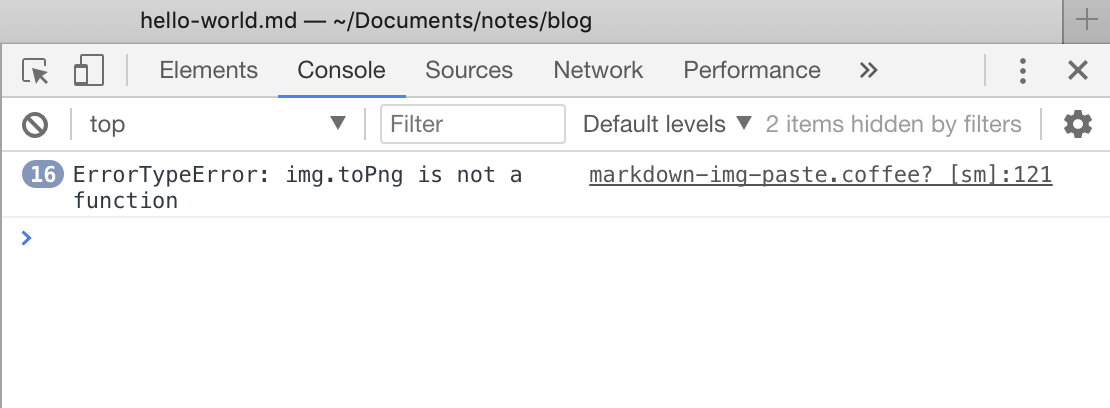 hello-world.md — ~/Documents/notes/blog
Elements Console Sources Network Performance »
top Filter Default levels 2 items hidden by filters
16 ErrorTypeError: img.toPng is not a markdown-img-paste.coffee? [sm]:121
function